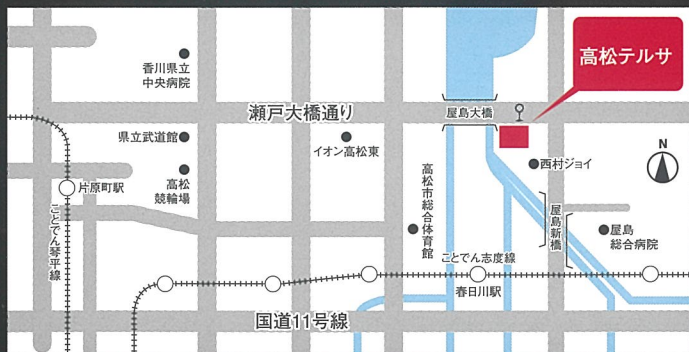 高松テルサ
香川県立
中央病院
瀬戸大橋通り
屋島大橋
県立武道館
イオン高松東
西村ジョイ
N
高松
競輪場
片原町駅
ことでん琴平線
高松市総合体育館
屋島新橋
屋島
総合病院
ことでん志度線
春日川駅
国道11号線